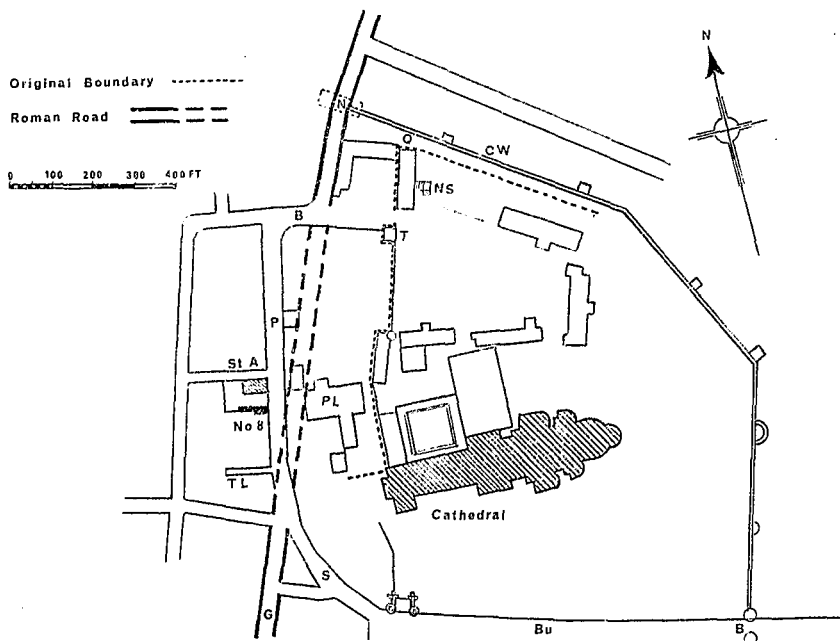 Original Boundary
Roman Road
0 100 200 300 400 FT
N
N
O
CW
NS
B
T
P
St A
PL
No 8
TL
Cathedral
S
G
Bu
B